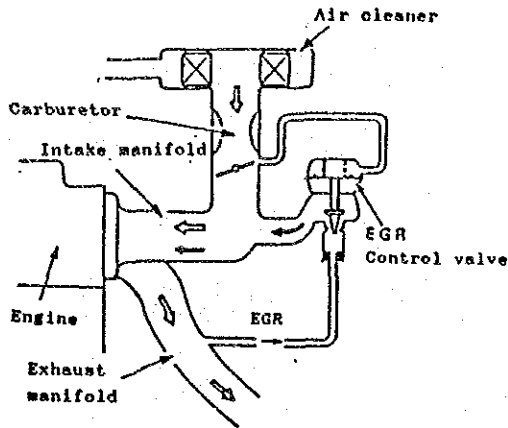 Air cleaner
Carburetor
Intake manifold
EGR
Control valve
Engine
EGR
Exhaust
manifold